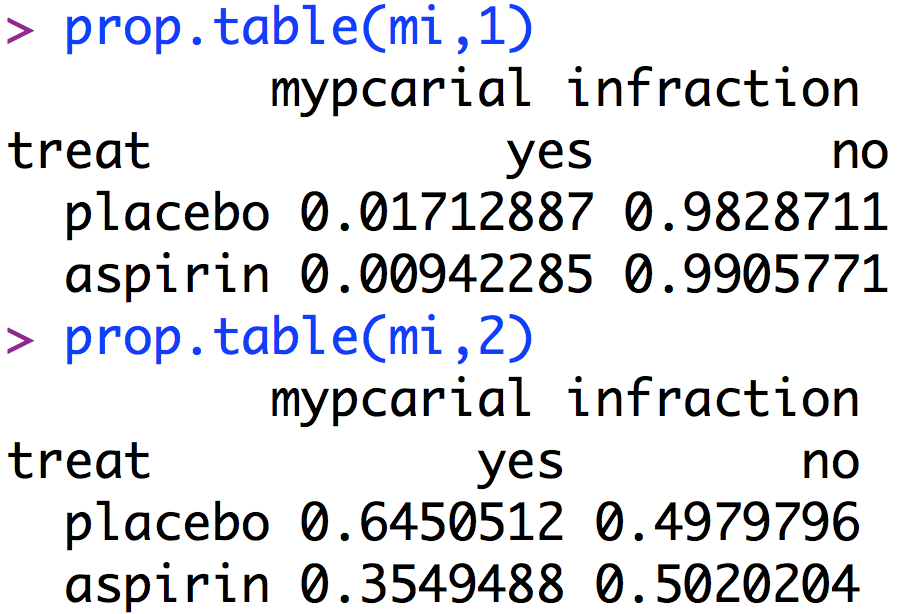 > prop.table(mi,1)
mypcarial infraction
treat yes no
placebo 0.01712887 0.9828711
aspirin 0.00942285 0.9905771
> prop.table(mi,2)
mypcarial infraction
treat yes no
placebo 0.6450512 0.4979796
aspirin 0.3549488 0.5020204